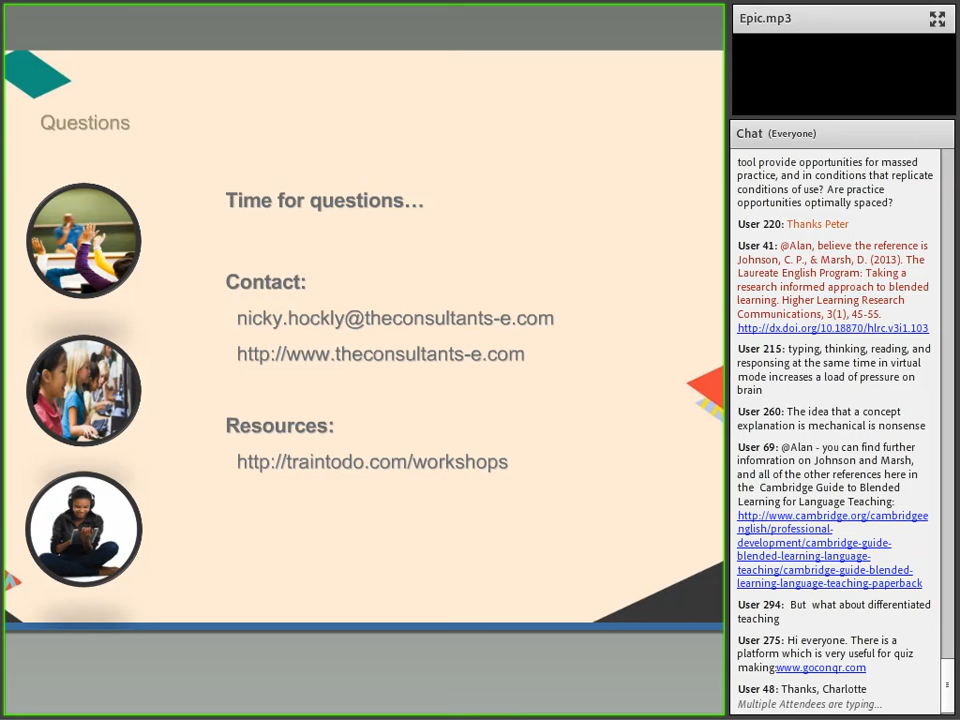 Questions
Time for questions…
Contact:
nicky.hockly@theconsultants-e.com
http://www.theconsultants-e.com
Resources:
http://traintodo.com/workshops
Epic.mp3
Chat (Everyone)
tool provide opportunities for massed
practice, and in conditions that replicate
conditions of use? Are practice
opportunities optimally spaced?
User 220: Thanks Peter
User 41: @Alan, believe the reference is
Johnson, C. P., & Marsh, D. (2013). The
Laureate English Program: Taking a
research informed approach to blended
learning. Higher Learning Research
Communications, 3(1), 45-55.
http://dx.doi.org/10.18870/hlrc.v3i1.103
User 215: typing, thinking, reading, and
responsing at the same time in virtual
mode increases a load of pressure on
brain
User 260: The idea that a concept
explanation is mechanical is nonsense
User 69: @Alan - you can find further
infomration on Johnson and Marsh,
and all of the other references here in
the Cambridge Guide to Blended
Learning for Language Teaching:
http://www.cambridge.org/cambridgee
nglish/professional-
development/cambridge-guide-
blended-learning-language-
teaching/cambridge-guide-blended-
learning-language-teaching-paperback
User 294: But what about differentiated
teaching
User 275: Hi everyone. There is a
platform which is very useful for quiz
making:www.goconqr.com
User 48: Thanks, Charlotte
Multiple Attendees are typing...